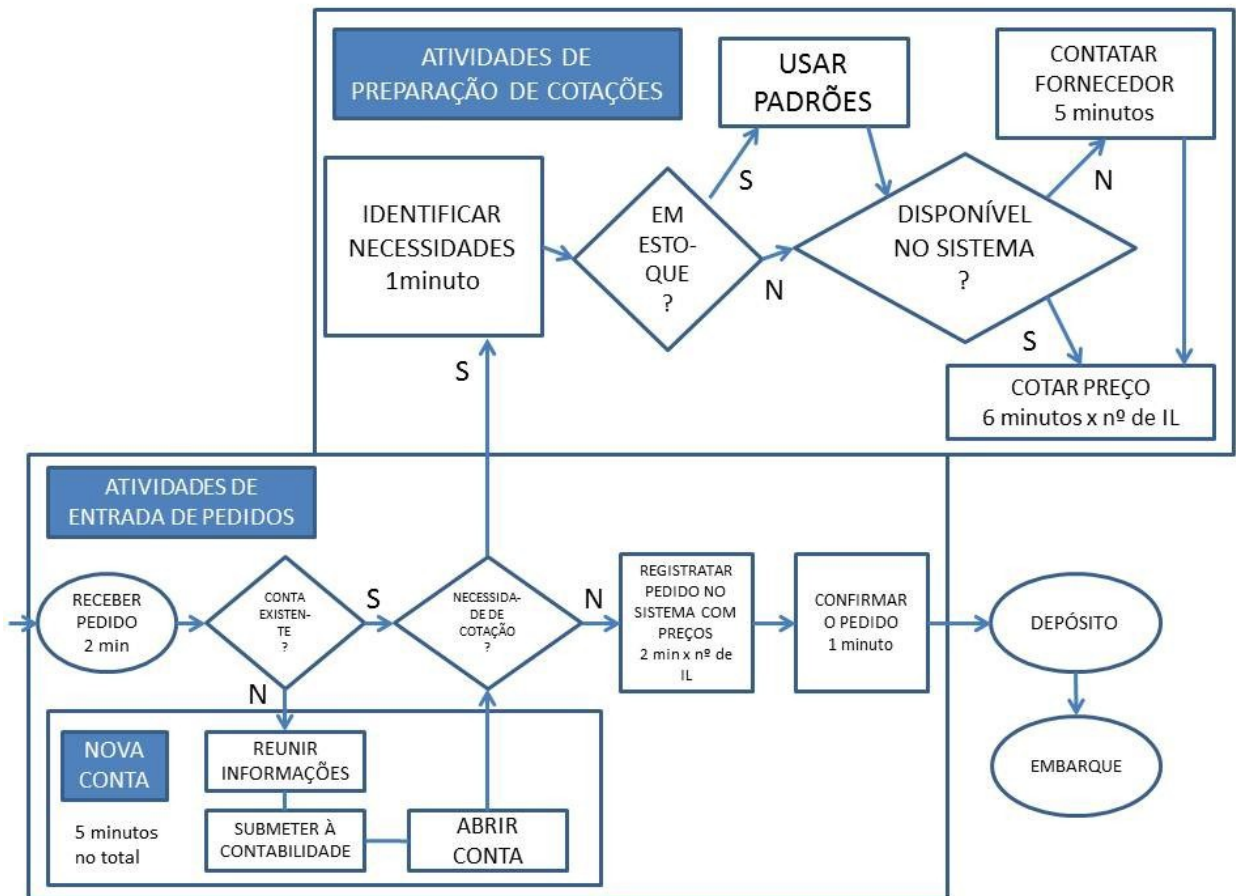 ATIVIDADES DE
PREPARAÇÃO DE COTAÇÕES
USAR
PADRÕES
CONTATAR
FORNECEDOR
5 minutos
S
N
IDENTIFICAR
NECESSIDADES
1minuto
EM
ESTO-
QUE
?
DISPONÍVEL
NO SISTEMA
?
N
S
S
COTAR PREÇO
6 minutos x nº de IL
ATIVIDADES DE
ENTRADA DE PEDIDOS
RECEBER
PEDIDO
2 min
CONTA
EXISTEN-
TE
?
S
NECESSIDA-
DE DE
COTAÇÃO
?
N
REGISTRATAR
PEDIDO NO
SISTEMA COM
PREÇOS
2 min x nº de
IL
CONFIRMAR
O PEDIDO
1 minuto
DEPÓSITO
N
NOVA
CONTA
REUNIR
INFORMAÇÕES
EMBARQUE
5 minutos
no total
SUBMETER À
CONTABILIDADE
ABRIR
CONTA